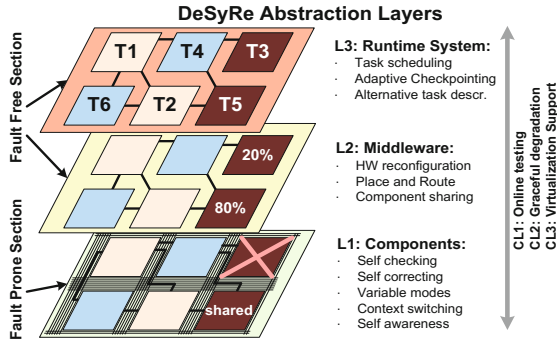 DeSyRe Abstraction Layers
Fault Free Section
T1 T4 T3
T6 T2 T5
L3: Runtime System:
· Task scheduling
· Adaptive Checkpointing
· Alternative task descr.
20%
80%
L2: Middleware:
· HW reconfiguration
· Place and Route
· Component sharing
Fault Prone Section
shared
L1: Components:
· Self checking
· Self correcting
· Variable modes
· Context switching
· Self awareness
CL1: Online testing
CL2: Graceful degradation
CL3: Virtualization Support